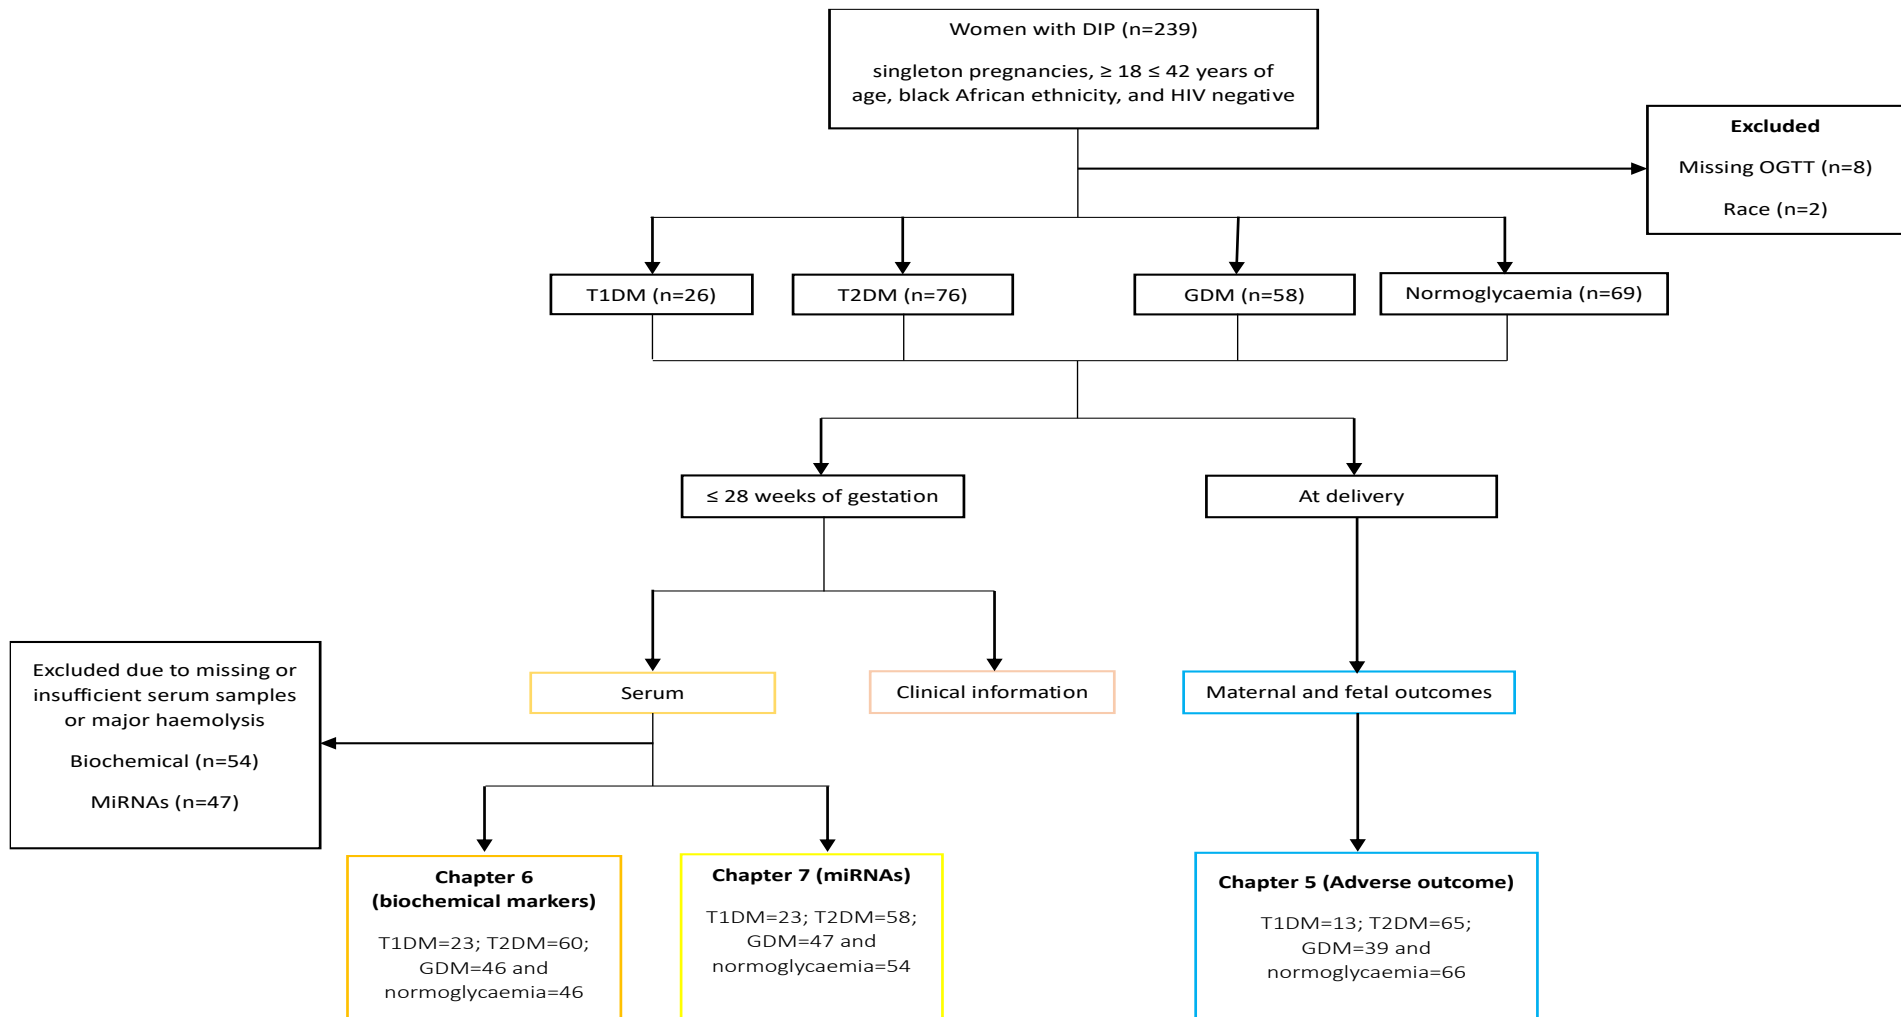 Women with DIP (n=239)
singleton pregnancies, ≥ 18 ≤ 42 years of
age, black African ethnicity, and HIV negative
Excluded
Missing OGTT (n=8)
Race (n=2)
T1DM (n=26)
T2DM (n=76)
GDM (n=58)
Normoglycaemia (n=69)
≤ 28 weeks of gestation
At delivery
Excluded due to missing or
insufficient serum samples
or major haemolysis
Biochemical (n=54)
MiRNAs (n=47)
Serum
Clinical information
Maternal and fetal outcomes
Chapter 6
(biochemical markers)
T1DM=23; T2DM=60;
GDM=46 and
normoglycaemia=46
Chapter 7 (miRNAs)
T1DM=23; T2DM=58;
GDM=47 and
normoglycaemia=54
Chapter 5 (Adverse outcome)
T1DM=13; T2DM=65;
GDM=39 and
normoglycaemia=66